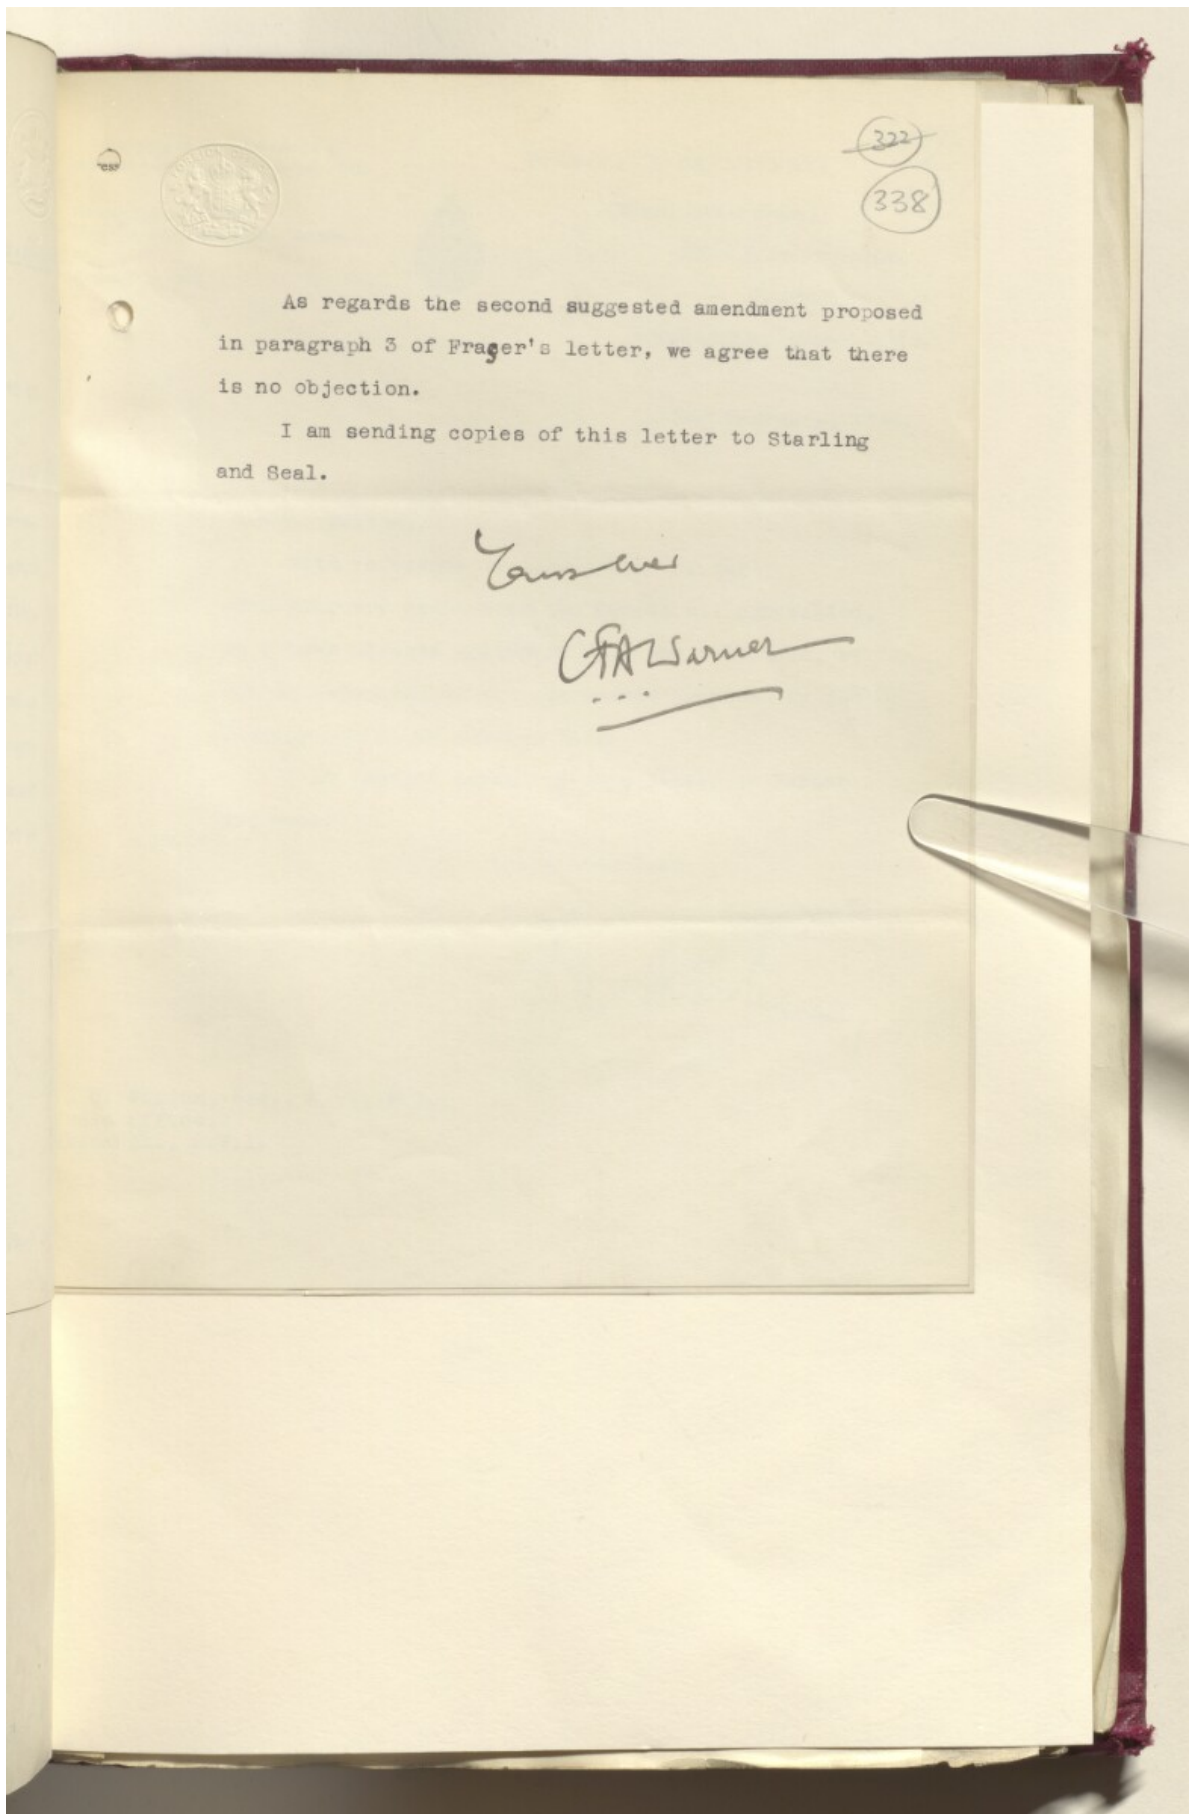 322
338
As regards the second suggested amendment proposed
in paragraph 3 of Fraser's letter, we agree that there
is no objection.
I am sending copies of this letter to Starling
and Seal.
Yours ever
CFA Warner